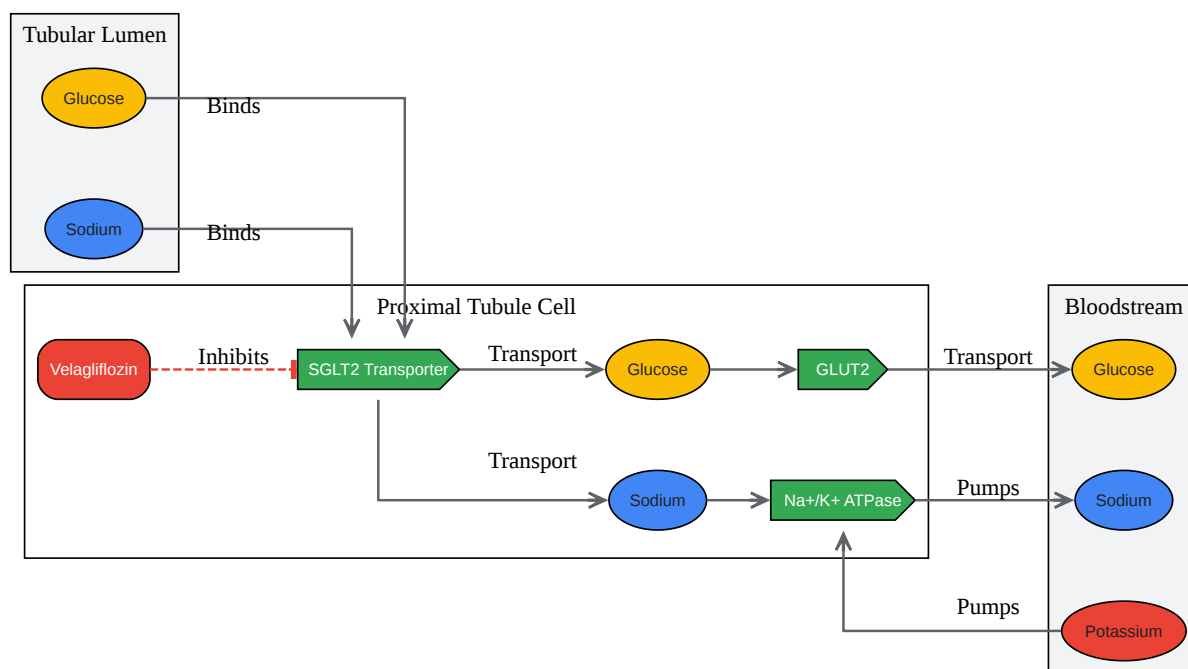 Tubular Lumen
Glucose
Binds
Sodium
Binds
Proximal Tubule Cell
Bloodstream
Velagliflozin
Inhibits
SGLT2 Transporter
Transport
Glucose
GLUT2
Transport
Glucose
Transport
Sodium
Na+/K+ ATPase
Pumps
Sodium
Pumps
Potassium